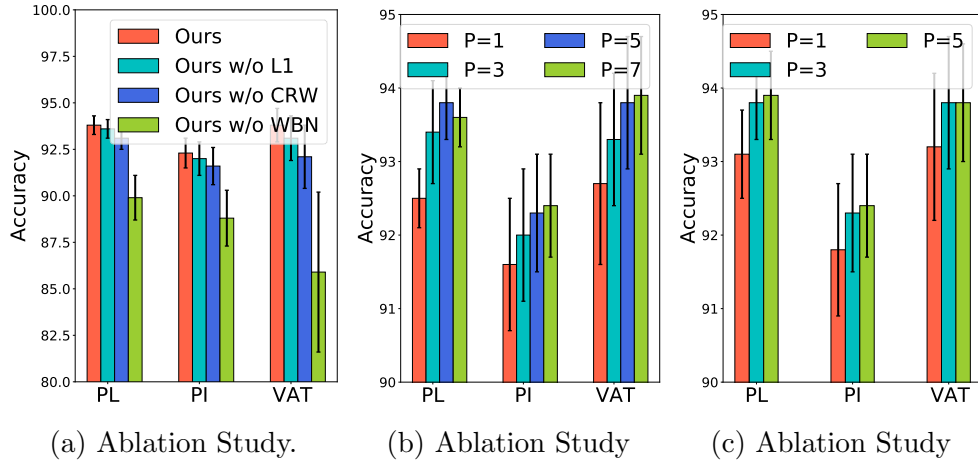 100.0
97.5
95.0
92.5
90.0
87.5
85.0
82.5
80.0
Accuracy
Ours
Ours w/o L1
Ours w/o CRW
Ours w/o WBN
PL PI VAT
(a) Ablation Study.
95
94
93
92
91
90
Accuracy
P=1 P=5
P=3 P=7
PL PI VAT
(b) Ablation Study
95
94
93
92
91
90
Accuracy
P=1 P=5
P=3
PL PI VAT
(c) Ablation Study